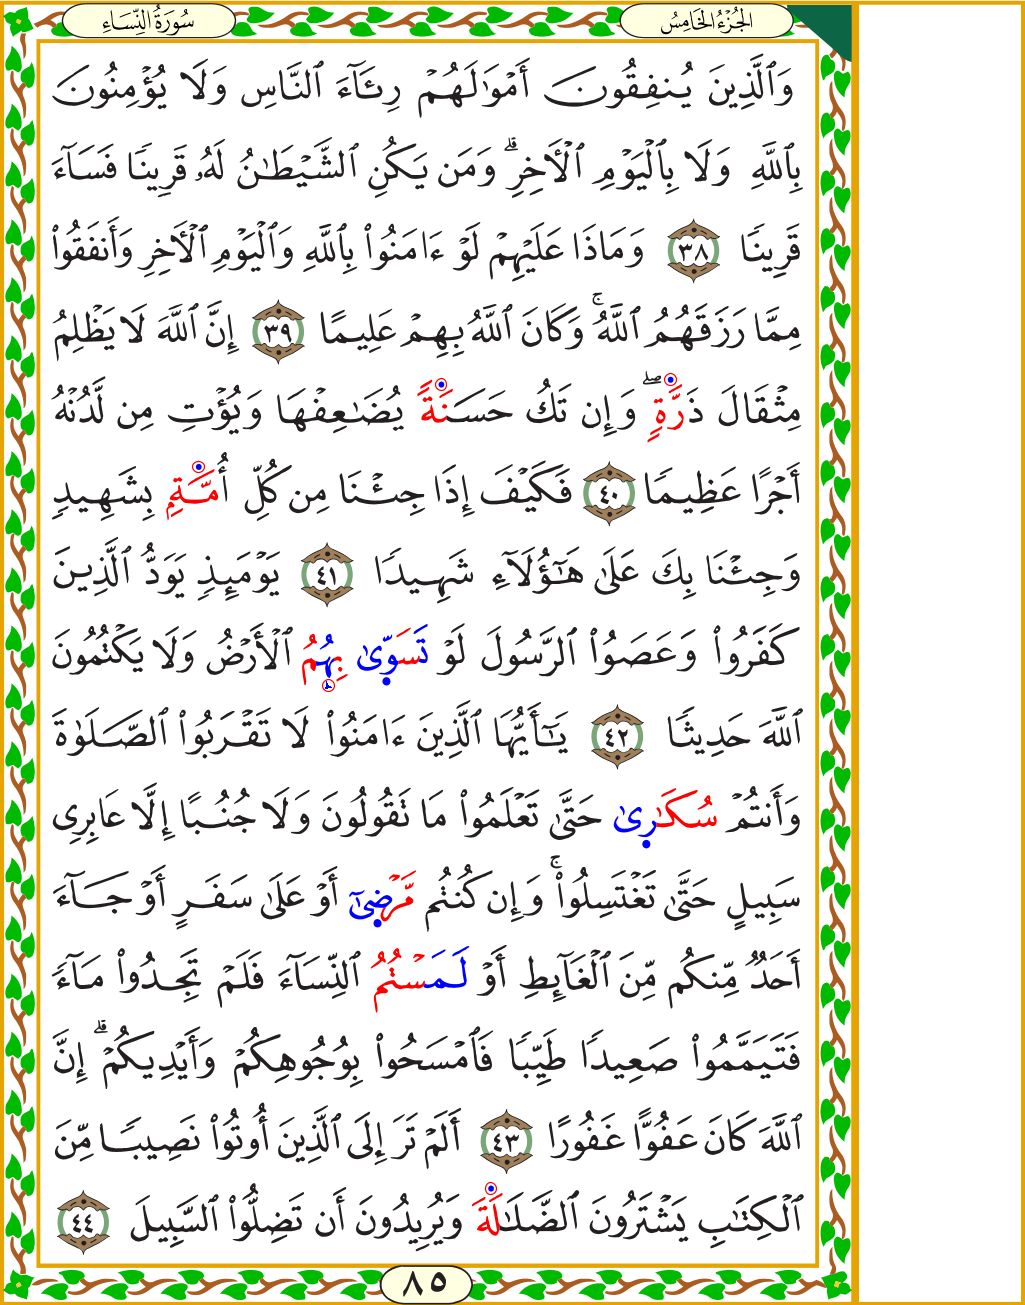 الجُزْءُ الخَامِسُ
سُورَةُ النِّسَاءِ
وَٱلَّذِينَ يُنفِقُونَ أَمْوَٰلَهُمْ رِئَآءَ ٱلنَّاسِ وَلَا يُؤْمِنُونَ
بِٱللَّهِ وَلَا بِٱلْيَوْمِ ٱلْأَخِرِ ۗ وَمَن يَكُنِ ٱلشَّيْطَٰنُ لَهُۥ قَرِينًا فَسَآءَ
قَرِينًا ٣٨ وَمَاذَا عَلَيْهِمْ لَوْ ءَامَنُوا۟ بِٱللَّهِ وَٱلْيَوْمِ ٱلْأَخِرِ وَأَنفَقُوا۟
مِمَّا رَزَقَهُمُ ٱللَّهُ ۚ وَكَانَ ٱللَّهُ بِهِمْ عَلِيمًا ٣٩ إِنَّ ٱللَّهَ لَا يَظْلِمُ
مِثْقَالَ ذَرَّةٍ ۖ وَإِن تَكُ حَسَنَةً يُضَٰعِفْهَا وَيُؤْتِ مِن لَّدُنْهُ
أَجْرًا عَظِيمًا ٤٠ فَكَيْفَ إِذَا جِئْنَا مِن كُلِّ أُمَّةٍۭ بِشَهِيدٍ
وَجِئْنَا بِكَ عَلَىٰ هَٰٓؤُلَآءِ شَهِيدًا ٤١ يَوْمَئِذٍ يَوَدُّ ٱلَّذِينَ
كَفَرُوا۟ وَعَصَوُا۟ ٱلرَّسُولَ لَوْ تَسَوَّىٰ بِهُمُ ٱلْأَرْضُ وَلَا يَكْتُمُونَ
ٱللَّهَ حَدِيثًا ٤٢ يَٰٓأَيُّهَا ٱلَّذِينَ ءَامَنُوا۟ لَا تَقْرَبُوا۟ ٱلصَّلَوٰةَ
وَأَنتُمْ سُكَٰرِىٰ حَتَّىٰ تَعْلَمُوا۟ مَا تَقُولُونَ وَلَا جُنُبًا إِلَّا عَابِرِى
سَبِيلٍ حَتَّىٰ تَغْتَسِلُوا۟ ۚ وَإِن كُنتُم مَّرْضِىٰٓ أَوْ عَلَىٰ سَفَرٍ أَوْ جَآءَ
أَحَدٌ مِّنكُم مِّنَ ٱلْغَآئِطِ أَوْ لَمَسْتُمُ ٱلنِّسَآءَ فَلَمْ تَجِدُوا۟ مَآءً
فَتَيَمَّمُوا۟ صَعِيدًا طَيِّبًا فَٱمْسَحُوا۟ بِوُجُوهِكُمْ وَأَيْدِيكُمْ ۗ إِنَّ
ٱللَّهَ كَانَ عَفُوًّا غَفُورًا ٤٣ أَلَمْ تَرَ إِلَى ٱلَّذِينَ أُوتُوا۟ نَصِيبًا مِّنَ
ٱلْكِتَٰبِ يَشْتَرُونَ ٱلضَّلَٰلَةَ وَيُرِيدُونَ أَن تَضِلُّوا۟ ٱلسَّبِيلَ ٤٤
٨٥